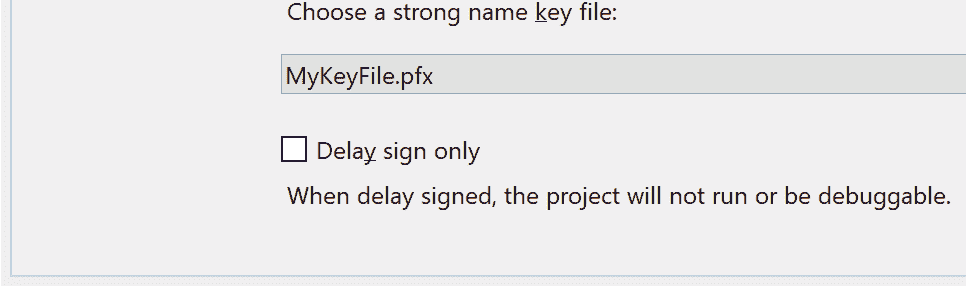 Choose a strong name key file:
MyKeyFile.pfx
Delay sign only
When delay signed, the project will not run or be debuggable.